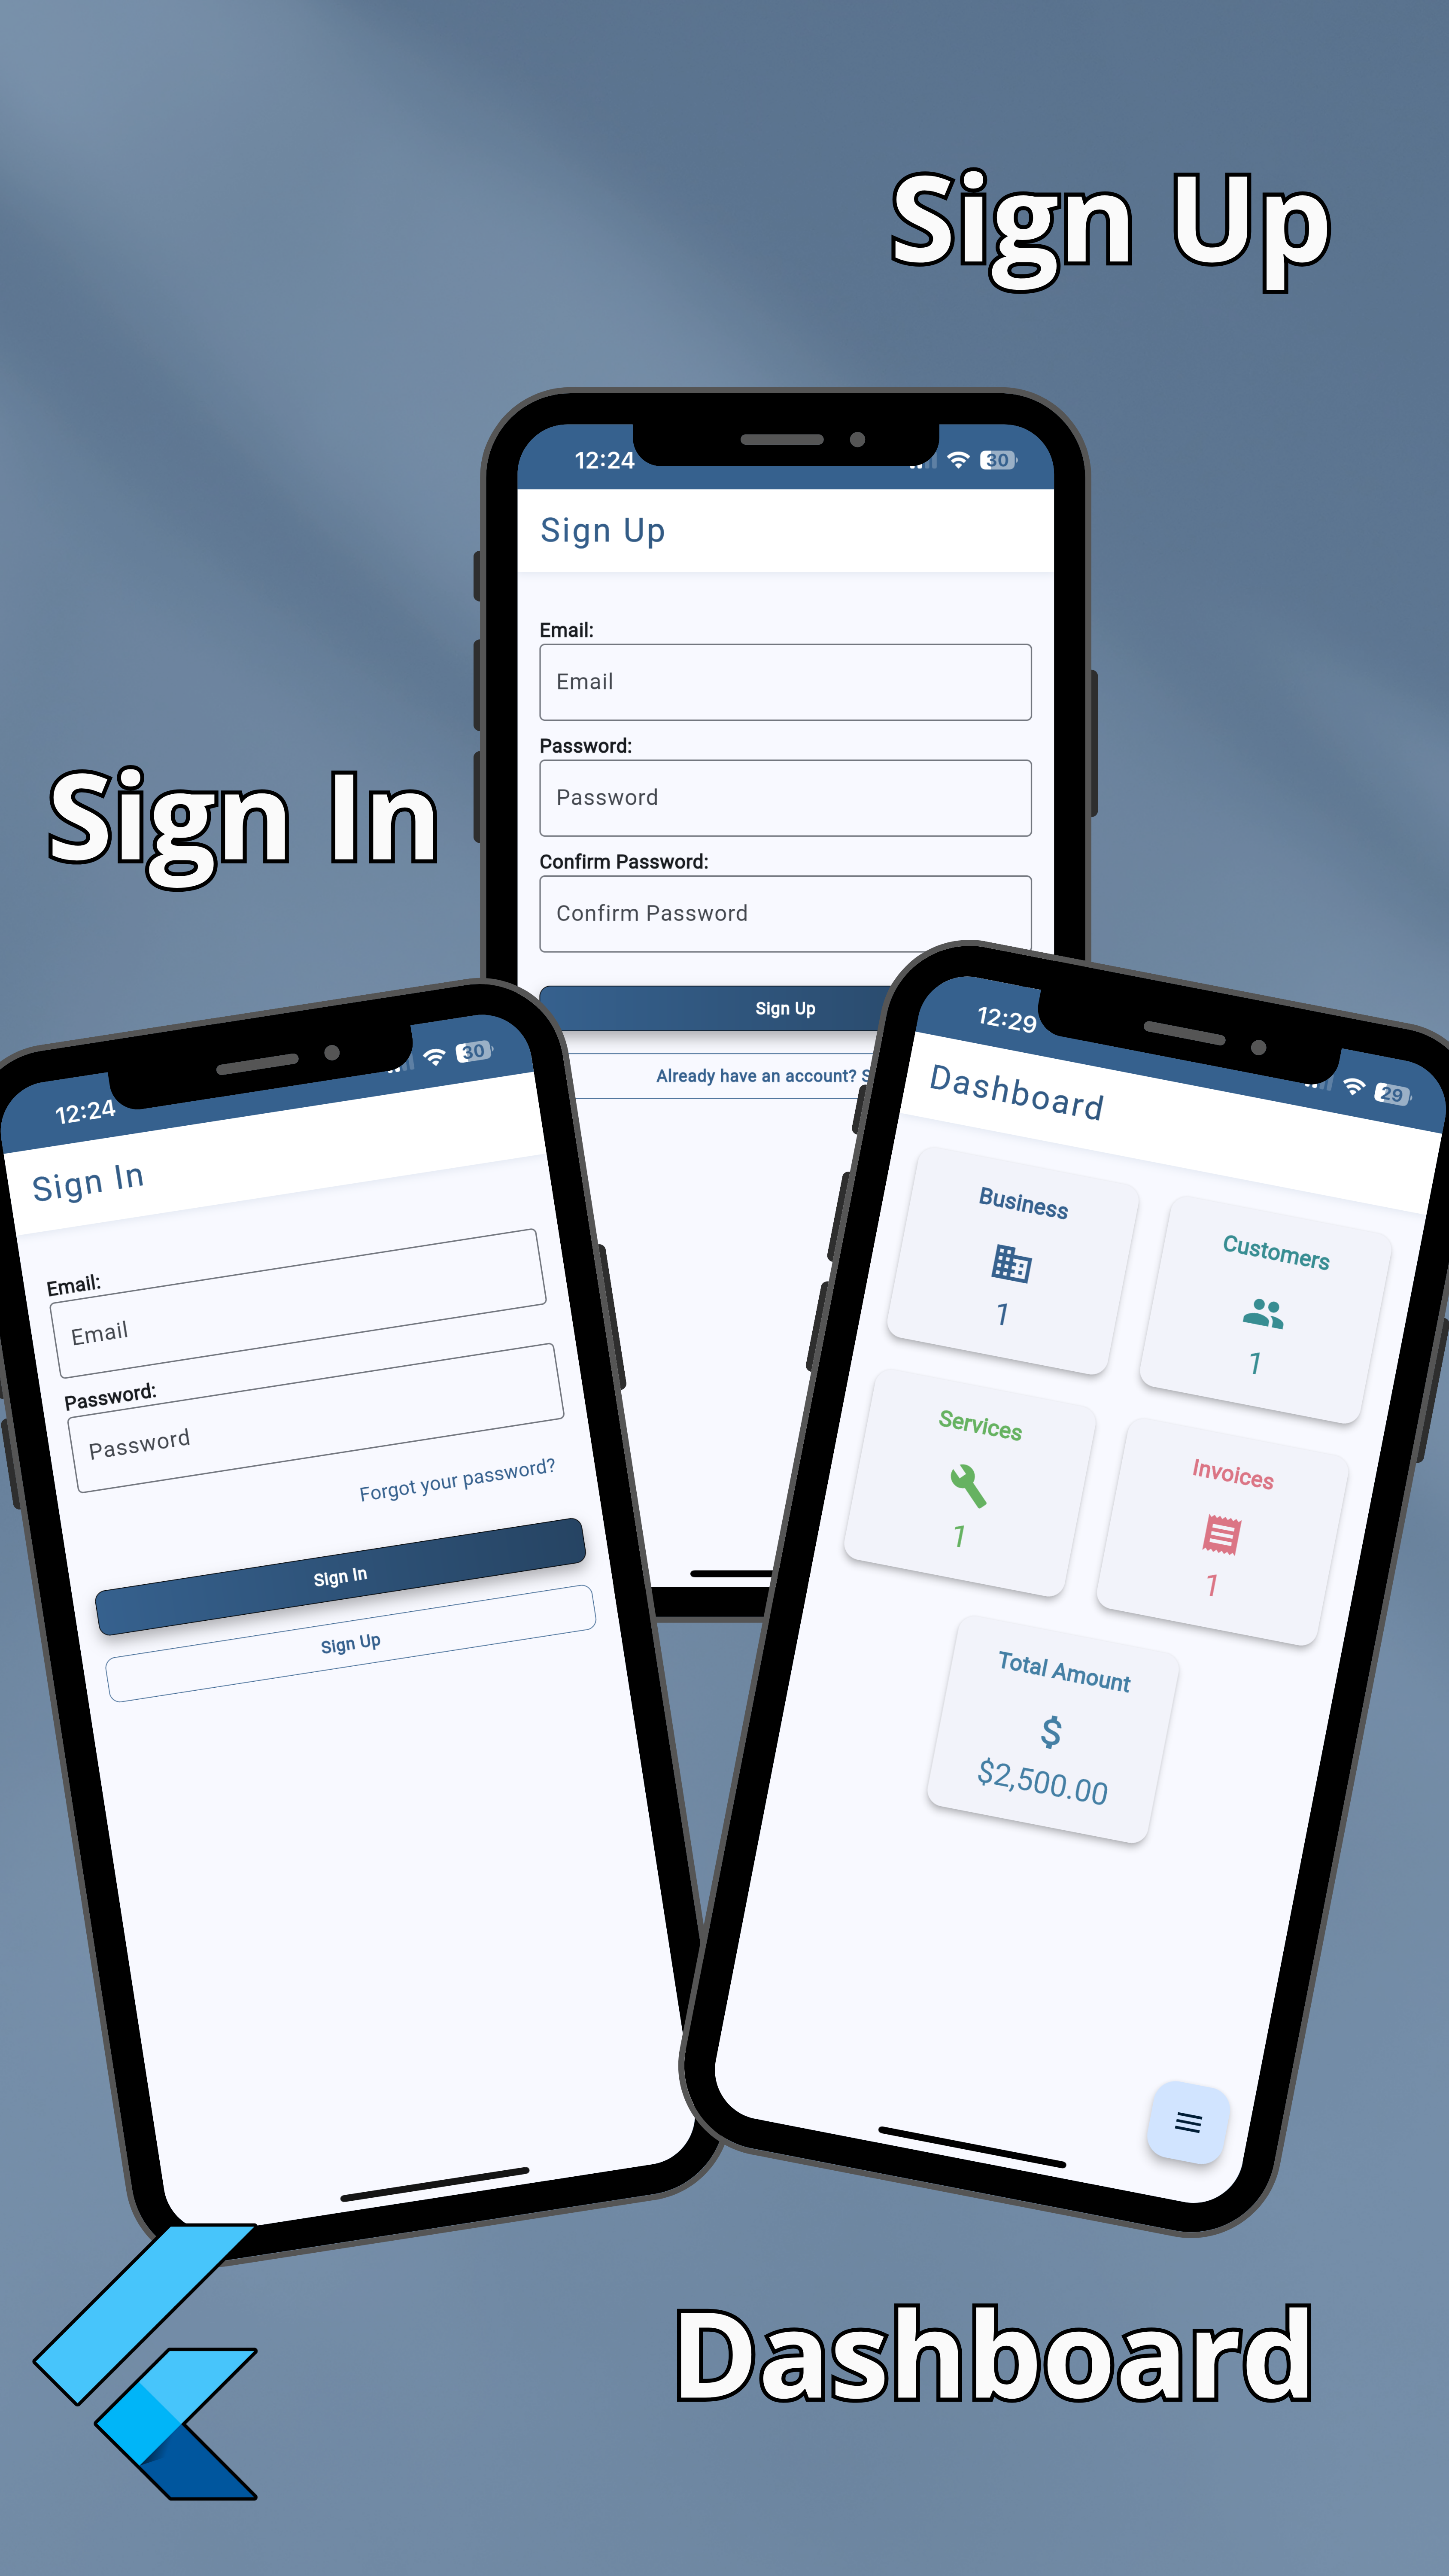 Sign Up
12:24
30
Sign Up
Email:
Email
Password:
Password
Confirm Password:
Confirm Password
Sign Up
Already have an account? S
Sign In
12:24
30
Sign In
Email:
Email
Password:
Password
Forgot your password?
Sign In
Sign Up
12:29
29
Dashboard
Business
1
Customers
1
Services
1
Invoices
1
Total Amount
$
$2,500.00
Dashboard